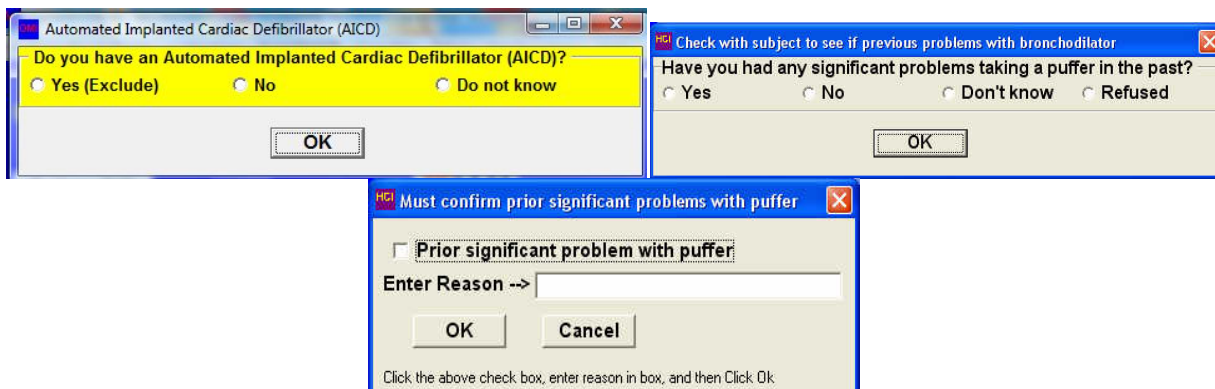 OMI Automated Implanted Cardiac Defibrillator (AICD)
Do you have an Automated Implanted Cardiac Defibrillator (AICD)?
Yes (Exclude) No Do not know
OK
HCI Check with subject to see if previous problems with bronchodilator
Have you had any significant problems taking a puffer in the past?
Yes No Don't know Refused
OK
HCI Must confirm prior significant problems with puffer
Prior significant problem with puffer
Enter Reason -->
OK Cancel
Click the above check box, enter reason in box, and then Click Ok